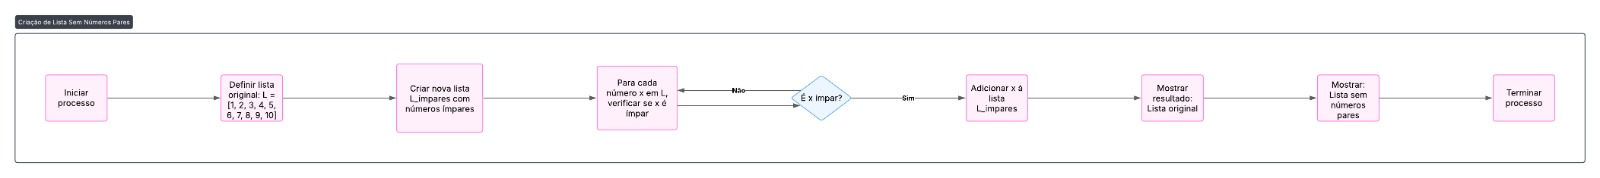 Criação de Lista Sem Números Pares
Iniciar
processo
Definir lista
original: L =
[1, 2, 3, 4, 5,
6, 7, 8, 9, 10]
Criar nova lista
L_impares com
números ímpares
Para cada
número x em L,
verificar se x é
ímpar
Não
É x ímpar?
Sim
Adicionar x á
lista
L_impares
Mostrar
resultado:
Lista original
Mostrar:
Lista sem
números
pares
Terminar
processo